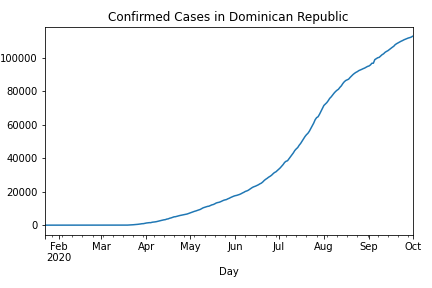 Confirmed Cases in Dominican Republic
100000
80000
60000
40000
20000
0
Feb Mar Apr May Jun Jul Aug Sep Oct
2020
Day